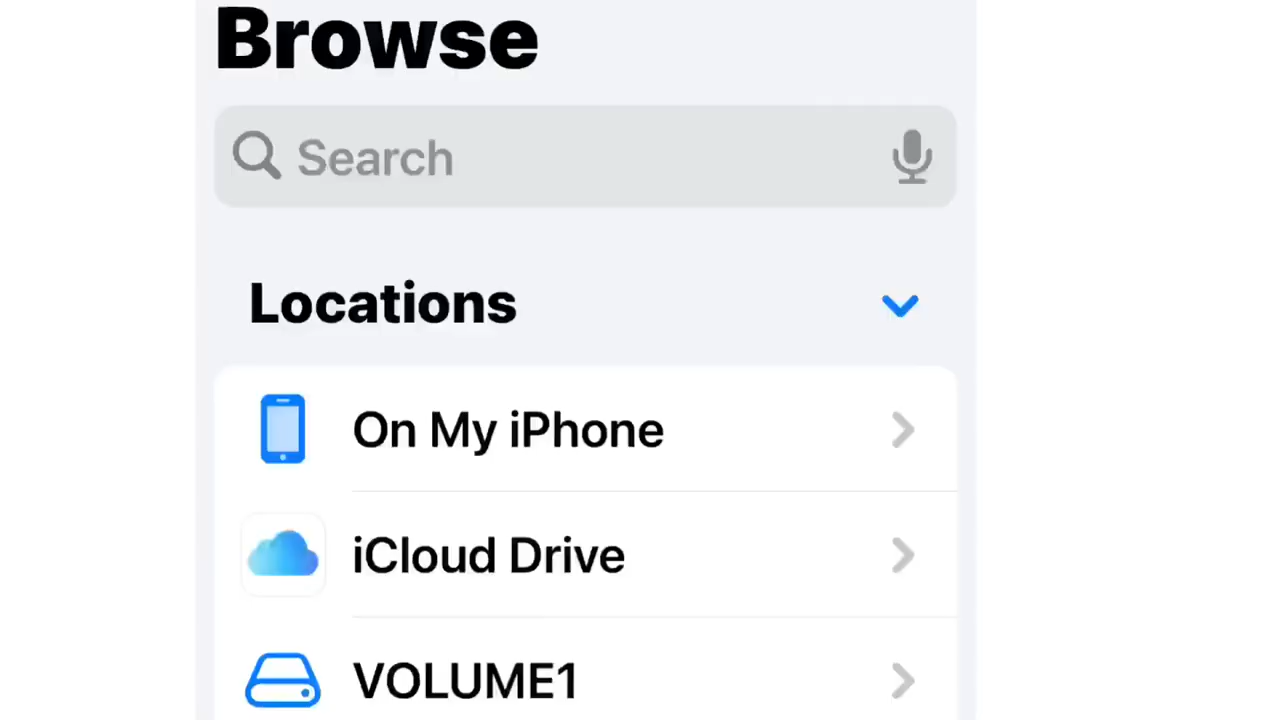 Browse
Search
Locations
On My iPhone
iCloud Drive
VOLUME1